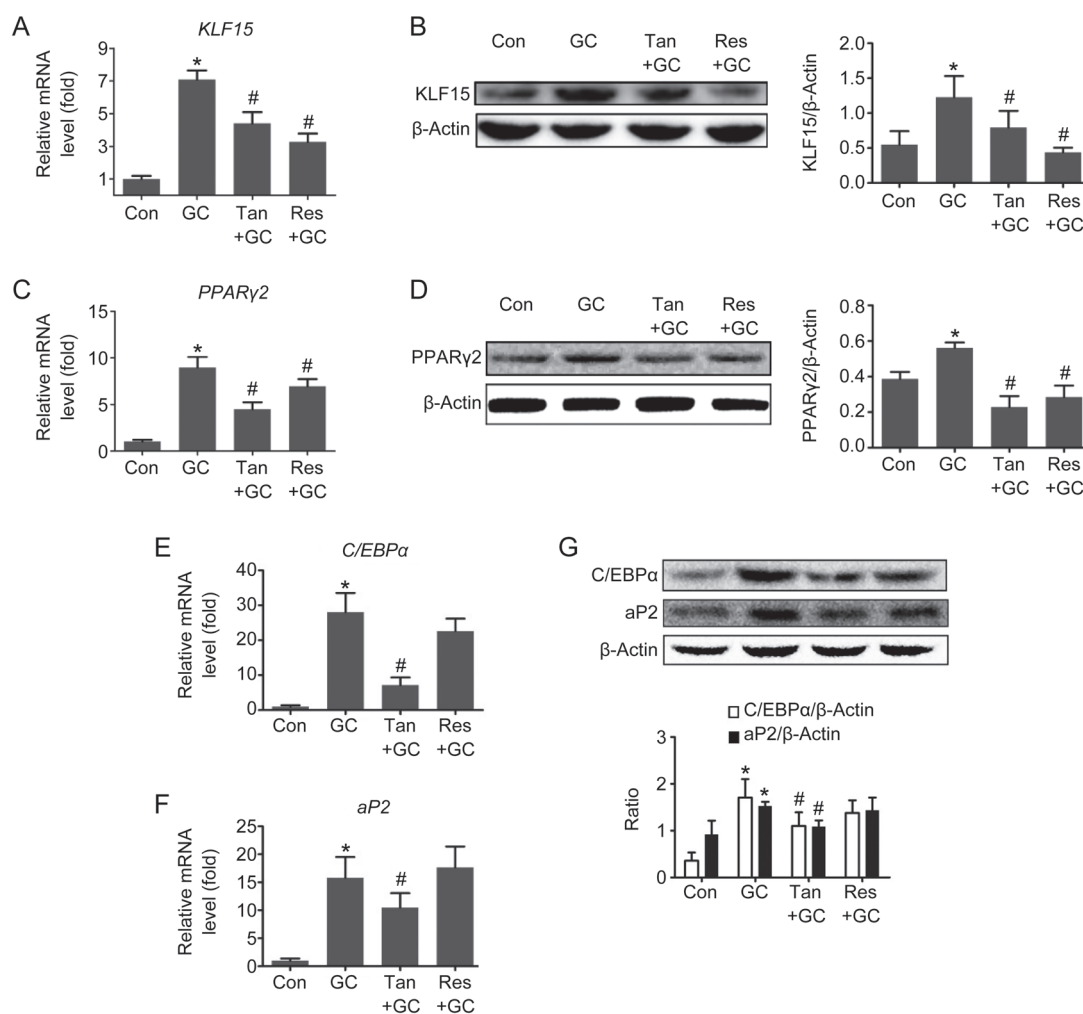 A
KLF15
Relative mRNA
level (fold)
9
7
5
3
1
*
#
#
Con GC Tan Res
+GC +GC
B
Con GC Tan Res
+GC +GC
KLF15
β-Actin
KLF15/β-Actin
2.0
1.5
1.0
0.5
0.0
*
#
#
Con GC Tan Res
+GC +GC
C
PPARγ2
Relative mRNA
level (fold)
15
10
5
0
*
#
#
Con GC Tan Res
+GC +GC
D
Con GC Tan Res
+GC +GC
PPARγ2
β-Actin
PPARγ2/β-Actin
0.8
0.6
0.4
0.2
0.0
*
#
#
Con GC Tan Res
+GC +GC
E
C/EBPα
Relative mRNA
level (fold)
40
30
20
10
0
*
#
Con GC Tan Res
+GC +GC
F
aP2
Relative mRNA
level (fold)
25
20
15
10
5
0
*
#
Con GC Tan Res
+GC +GC
G
C/EBPα
aP2
β-Actin
C/EBPα/β-Actin
aP2/β-Actin
Ratio
3
2
1
0
* *
# #
Con GC Tan Res
+GC +GC